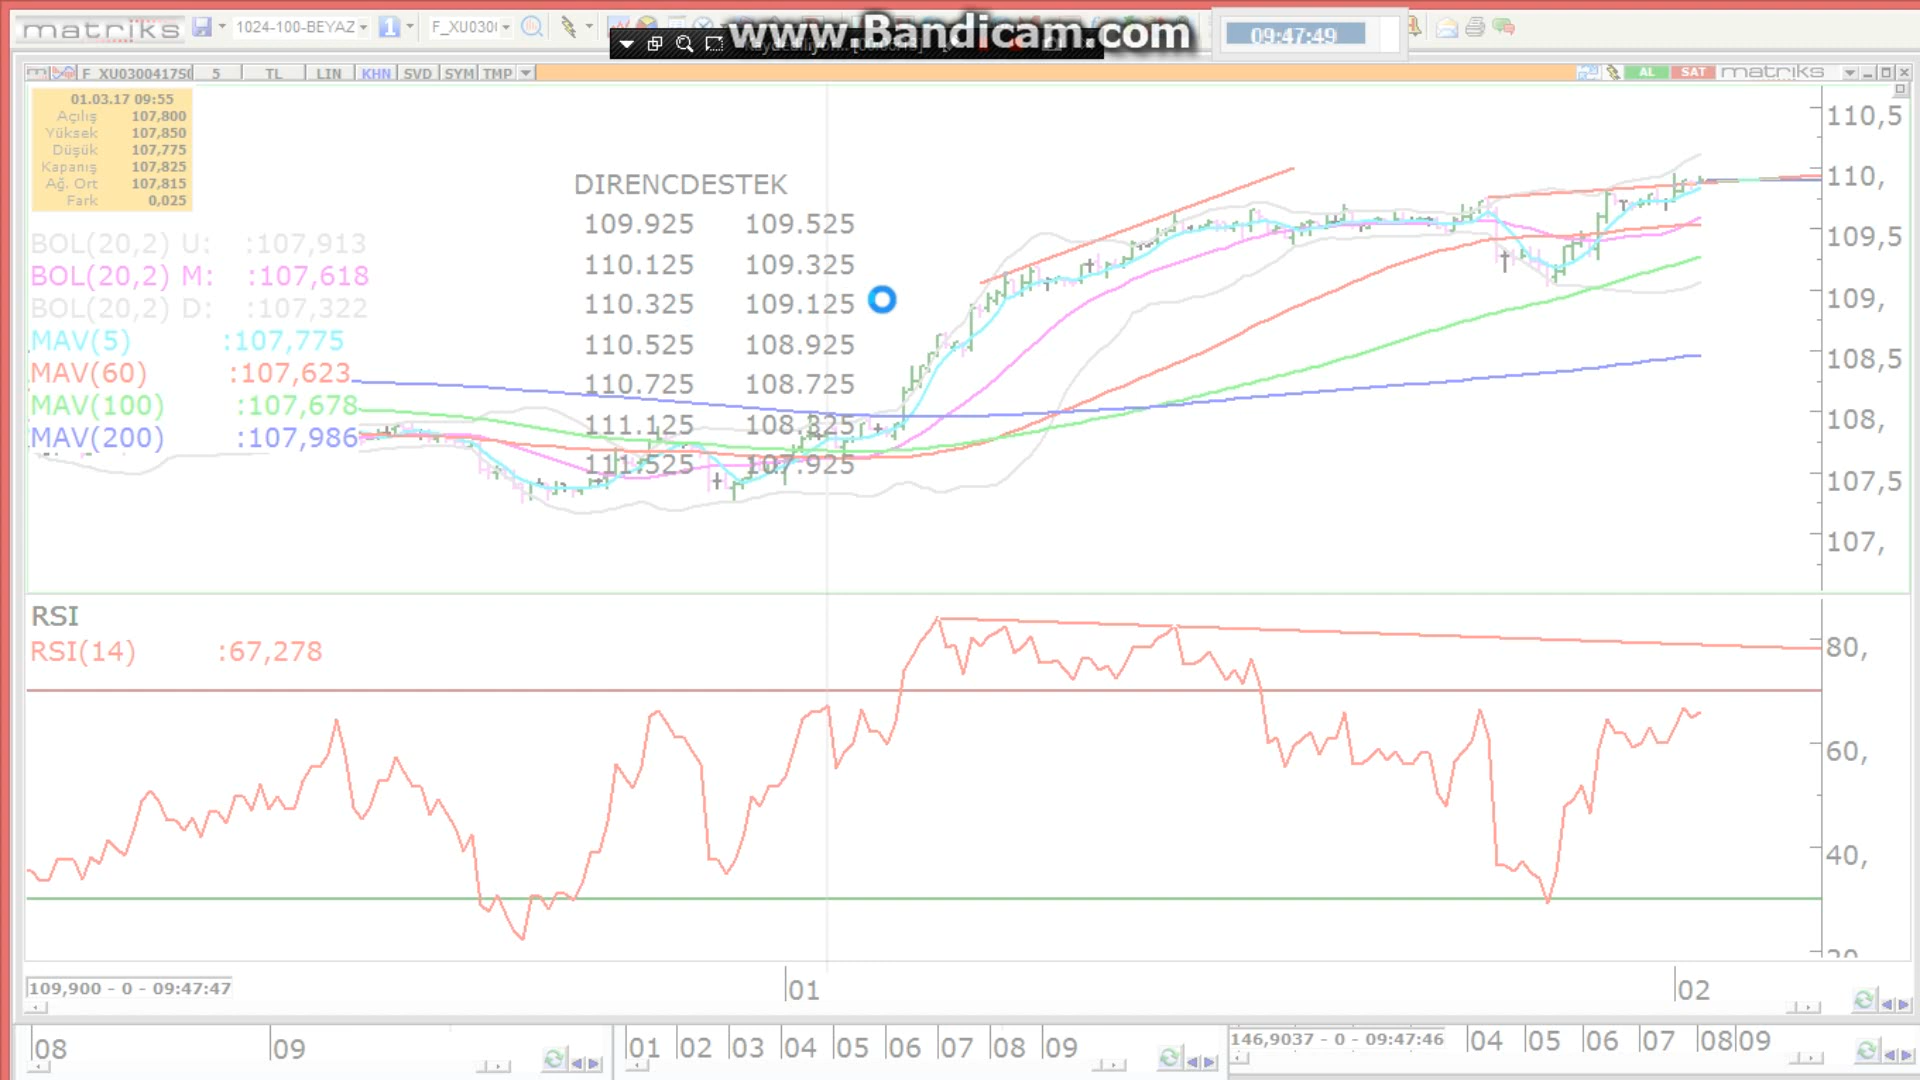 matriks 1024-100-BEYAZ 1 F_XU030
www.Bandicam.com
09:47:49
F_XU0300417S0 5 TL LIN KHN SVD SYM TMP AL SAT matriks
01.03.17 09:55
Açılış 107,800
Yüksek 107,850
Düşük 107,775
Kapanış 107,825
Ağ. Ort 107,815
Fark 0,025
BOL(20,2) U: :107,913
BOL(20,2) M: :107,618
BOL(20,2) D: :107,322
MAV(5) :107,775
MAV(60) :107,623
MAV(100) :107,678
MAV(200) :107,986
DIRENCDESTEK
109.925 109.525
110.125 109.325
110.325 109.125
110.525 108.925
110.725 108.725
111.125 108.325
111.525 107.925
110,5
110,
109,5
109,
108,5
108,
107,5
107,
RSI
RSI(14) :67,278
80,
60,
40,
20,
109,900 - 0 - 09:47:47
01 02
08 09
01 02 03 04 05 06 07 08 09
146,9037 - 0 - 09:47:46 04 05 06 07 08 09